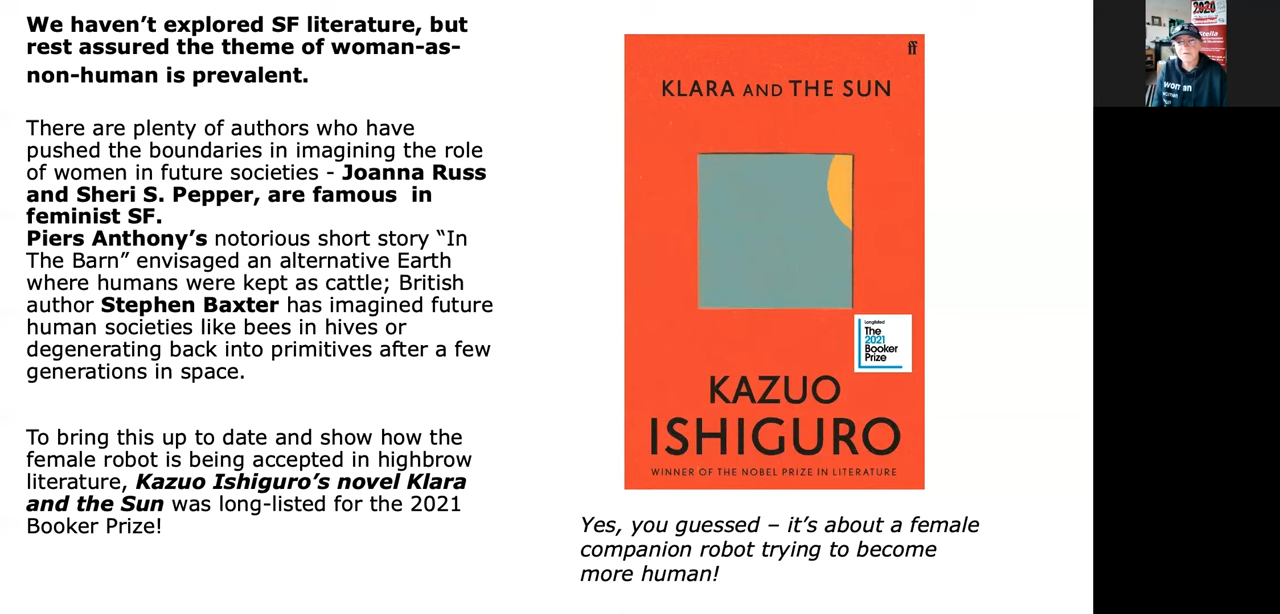 We haven’t explored SF literature, but
rest assured the theme of woman-as-
non-human is prevalent.
There are plenty of authors who have
pushed the boundaries in imagining the role
of women in future societies - Joanna Russ
and Sheri S. Pepper, are famous  in
feminist SF.
Piers Anthony’s notorious short story “In
The Barn” envisaged an alternative Earth
where humans were kept as cattle; British
author Stephen Baxter has imagined future
human societies like bees in hives or
degenerating back into primitives after a few
generations in space.
To bring this up to date and show how the
female robot is being accepted in highbrow
literature, Kazuo Ishiguro’s novel Klara
and the Sun was long-listed for the 2021
Booker Prize!
ff
KLARA AND THE SUN
Longlisted
The
2021
Booker
Prize
KAZUO
ISHIGURO
WINNER OF THE NOBEL PRIZE IN LITERATURE
Yes, you guessed – it’s about a female
companion robot trying to become
more human!
2020
Stella
woman
woman